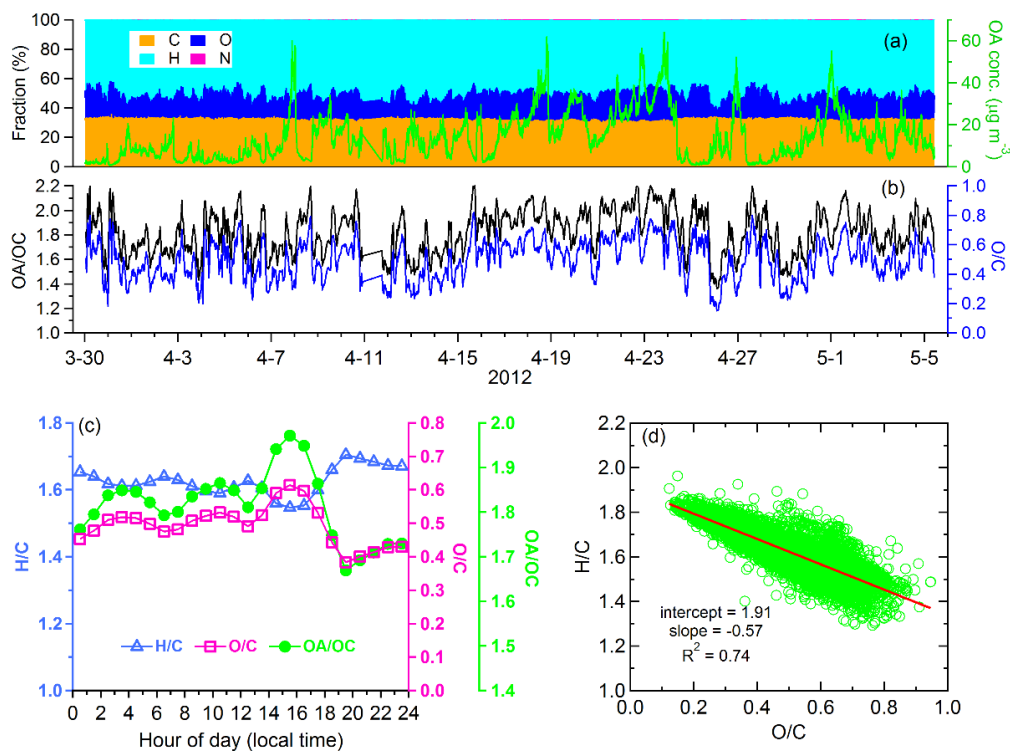 100
80
60
40
20
0
Fraction (%)
C O
H N
(a)
60
40
20
0
OA conc. (µg m-3)
2.2
2.0
1.8
1.6
1.4
1.2
1.0
OA/OC
(b)
1.0
0.8
0.6
0.4
0.2
0.0
O/C
3-30 4-3 4-7 4-11 4-15 4-19 4-23 4-27 5-1 5-5
2012
(c)
1.8
1.6
1.4
1.2
1.0
H/C
0.8
0.7
0.6
0.5
0.4
0.3
0.2
0.1
0.0
O/C
2.0
1.9
1.8
1.7
1.6
1.5
1.4
OA/OC
H/C O/C OA/OC
0 2 4 6 8 10 12 14 16 18 20 22 24
Hour of day (local time)
(d)
2.2
2.0
1.8
1.6
1.4
1.2
1.0
H/C
intercept = 1.91
slope = -0.57
R2 = 0.74
0.0 0.2 0.4 0.6 0.8 1.0
O/C